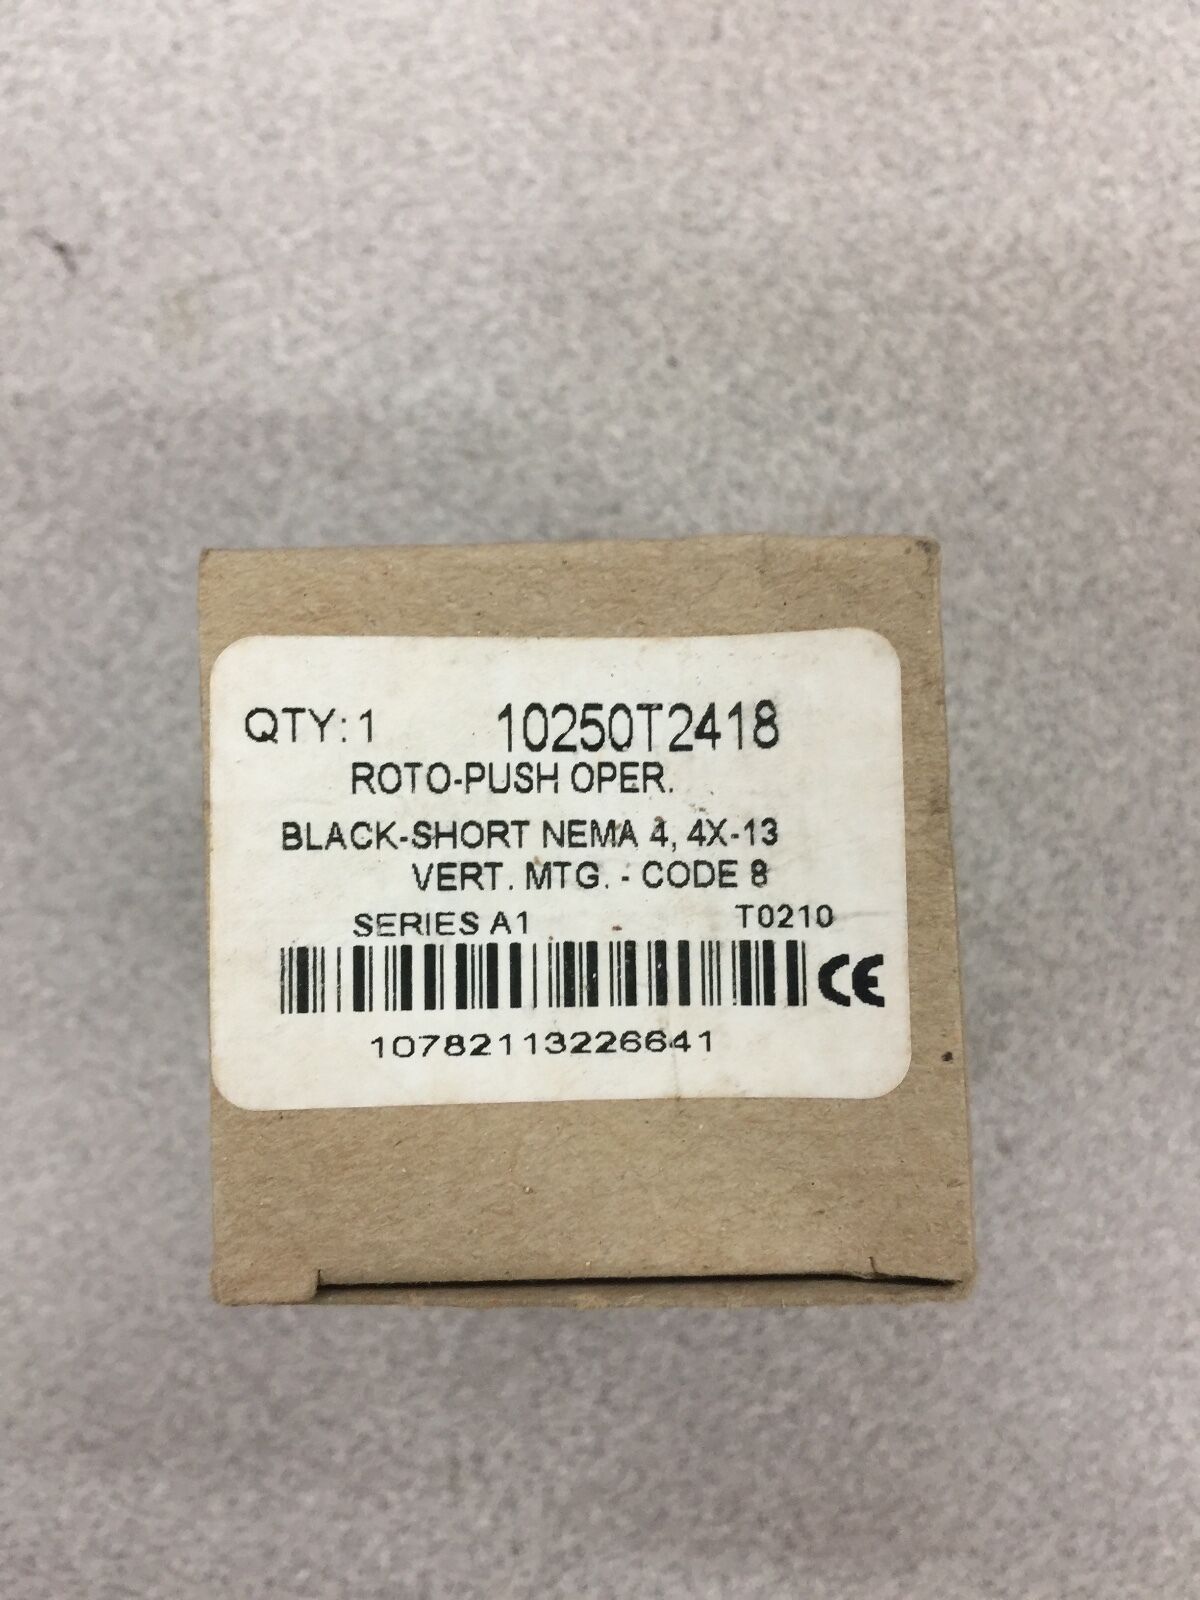 QTY: 1 10250T2418
ROTO-PUSH OPER.
BLACK-SHORT NEMA 4, 4X-13
VERT. MTG. - CODE 8
SERIES A1 T0210
CE
10782113226641